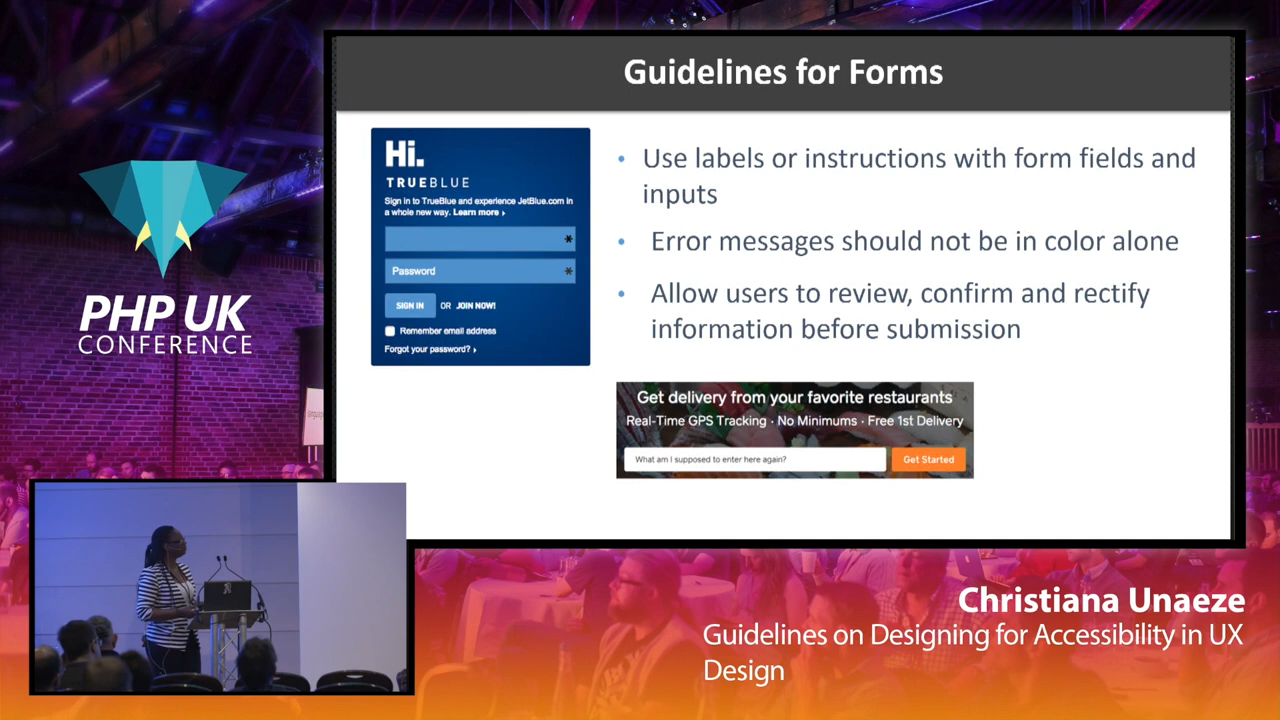 Guidelines for Forms
Hi.
TRUEBLUE
Sign in to TrueBlue and experience JetBlue.com in
a whole new way. Learn more ›
*
Password *
SIGN IN OR JOIN NOW!
Remember email address
Forgot your password? ›
• Use labels or instructions with form fields and
inputs
• Error messages should not be in color alone
• Allow users to review, confirm and rectify
information before submission
Get delivery from your favorite restaurants
Real-Time GPS Tracking · No Minimums · Free 1st Delivery
What am I supposed to enter here again? Get Started
PHP UK
CONFERENCE
Christiana Unaeze
Guidelines on Designing for Accessibility in UX
Design